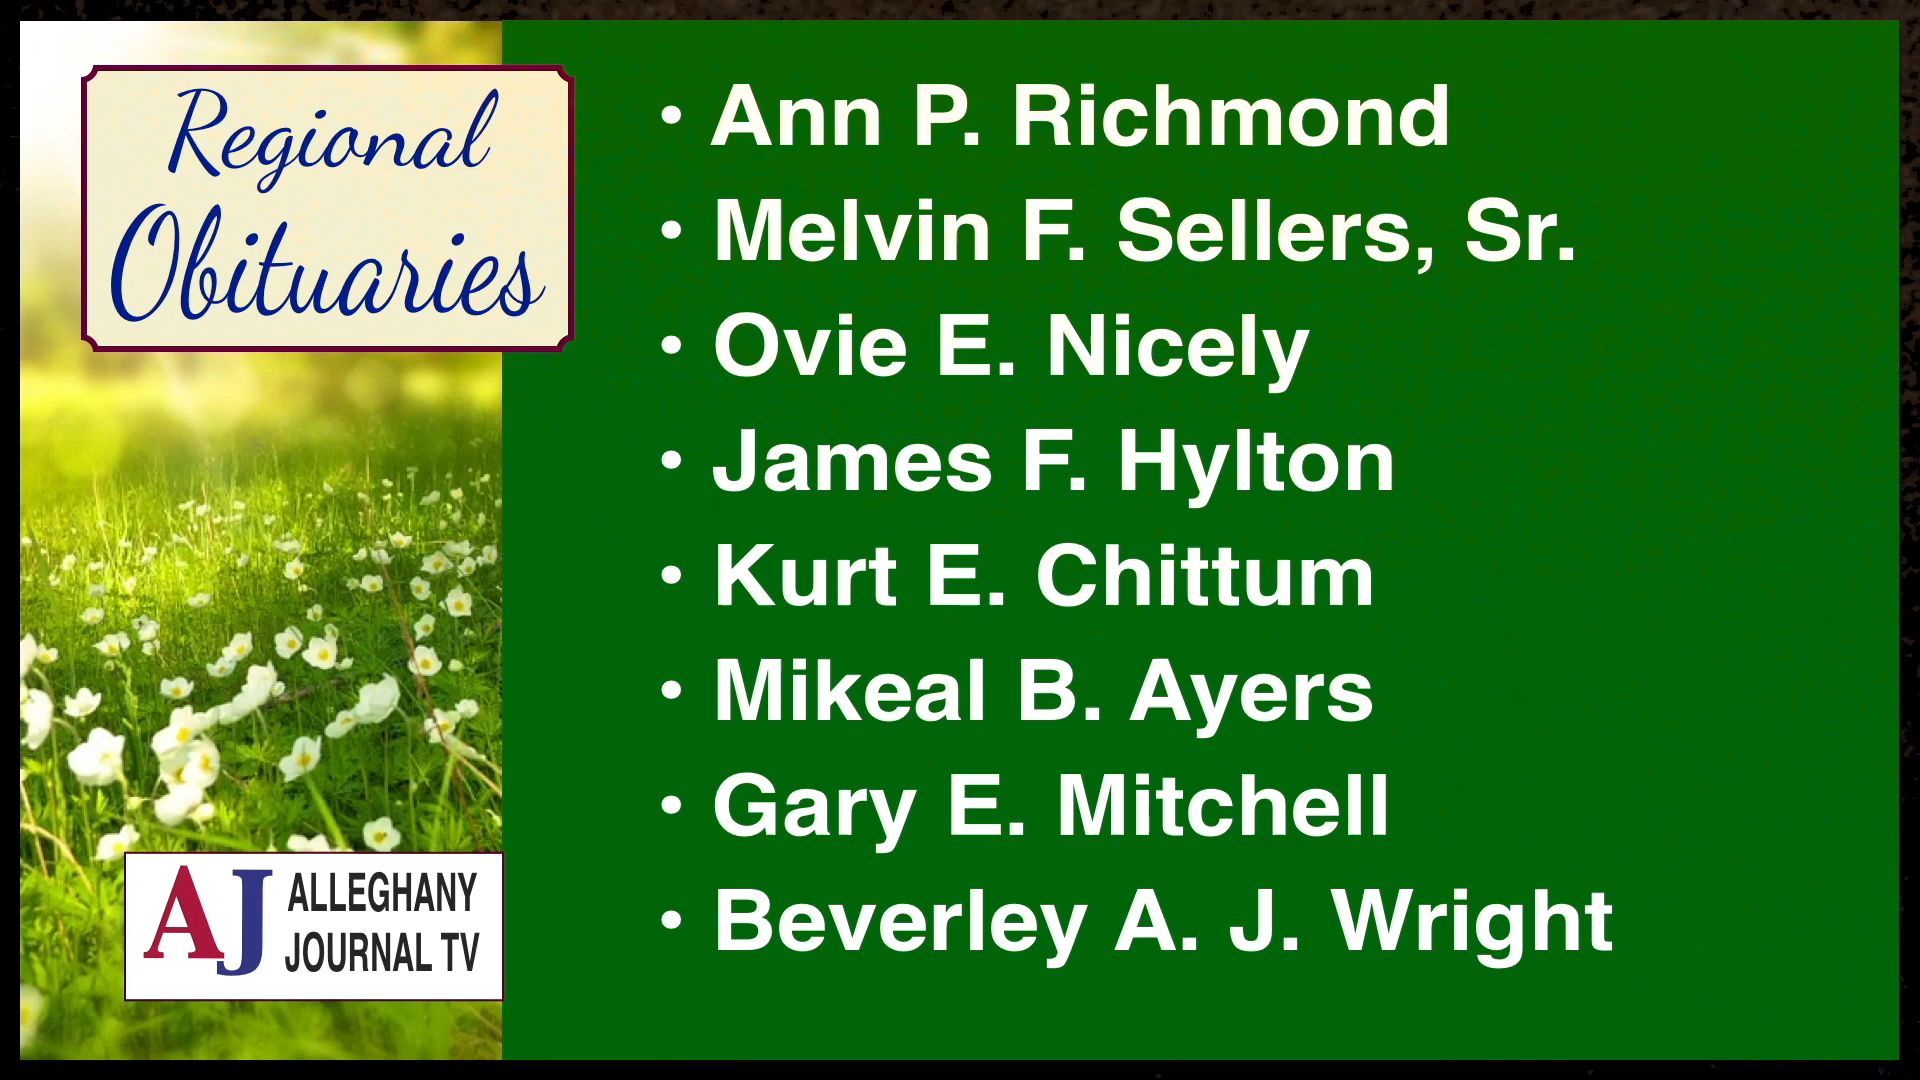 Regional
Obituaries
• Ann P. Richmond
• Melvin F. Sellers, Sr.
• Ovie E. Nicely
• James F. Hylton
• Kurt E. Chittum
• Mikeal B. Ayers
• Gary E. Mitchell
• Beverley A. J. Wright
AJ ALLEGHANY
JOURNAL TV